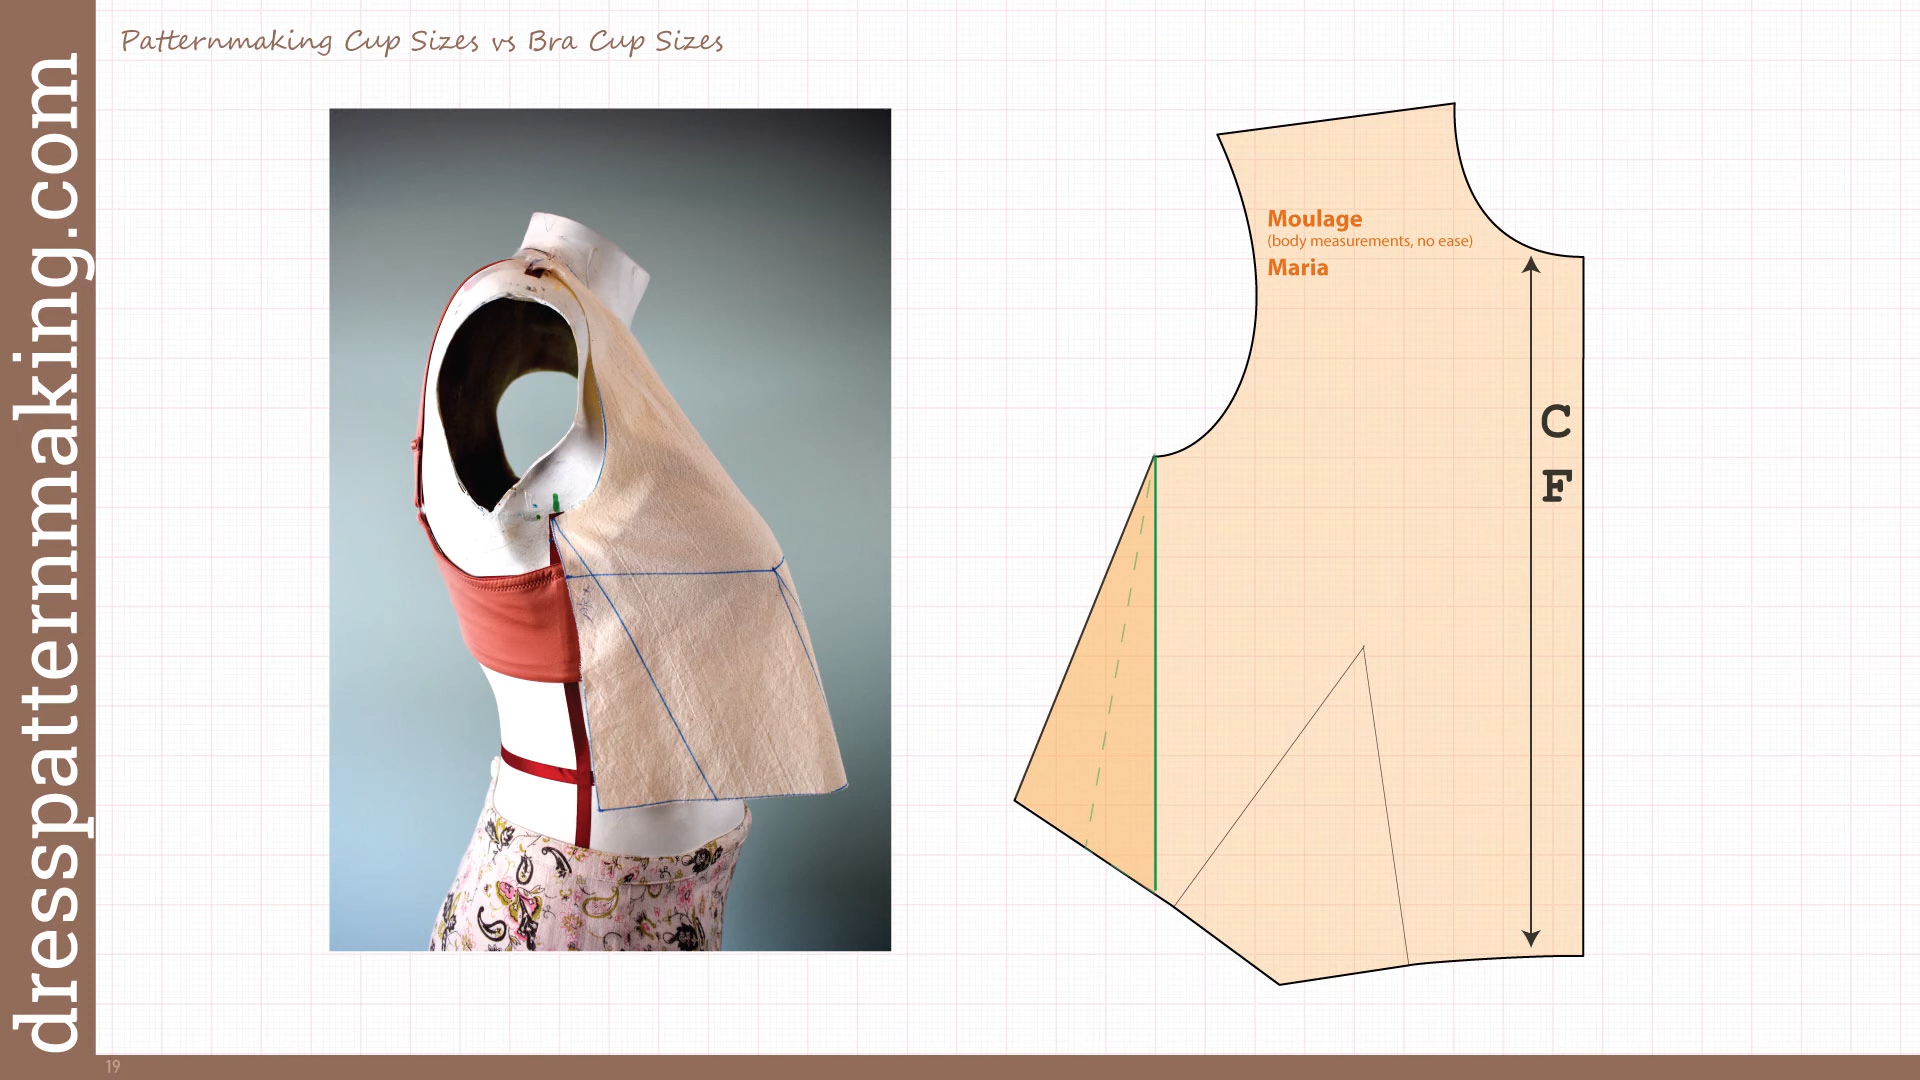 Patternmaking Cup Sizes vs Bra Cup Sizes
dresspatternmaking.com
Moulage
(body measurements, no ease)
Maria
C
F
19